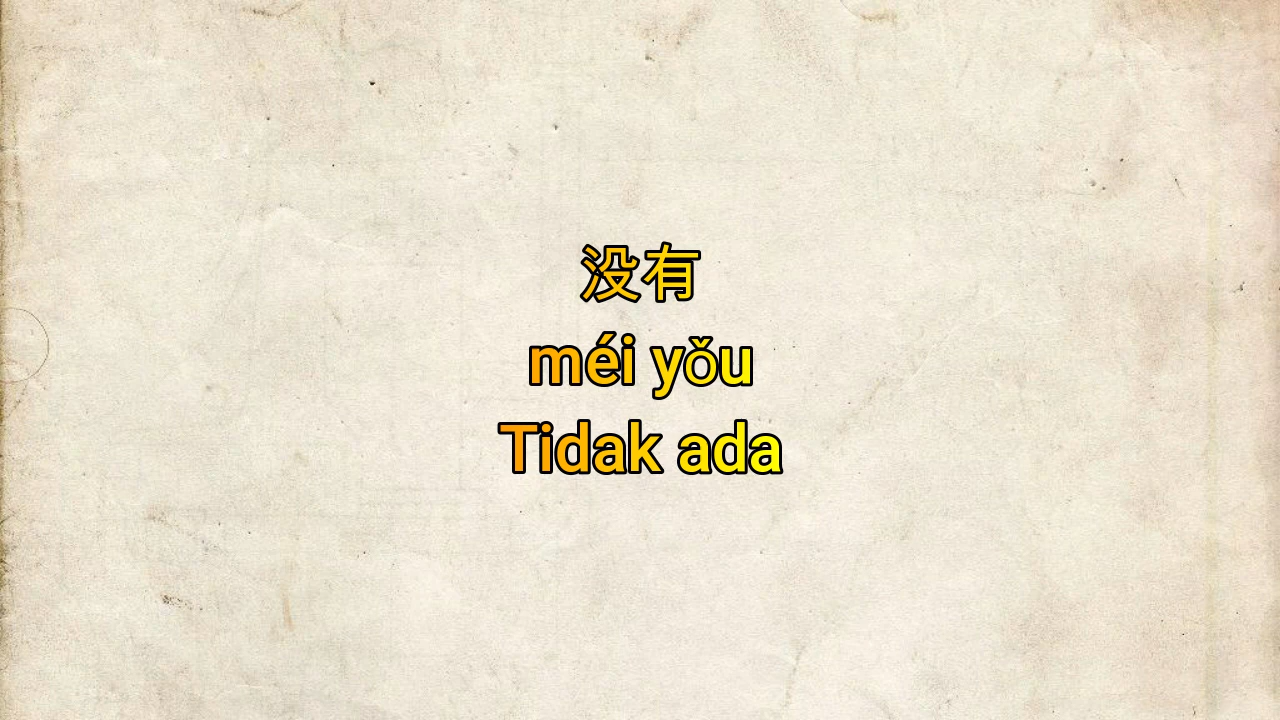 没有
méi yǒu
Tidak ada